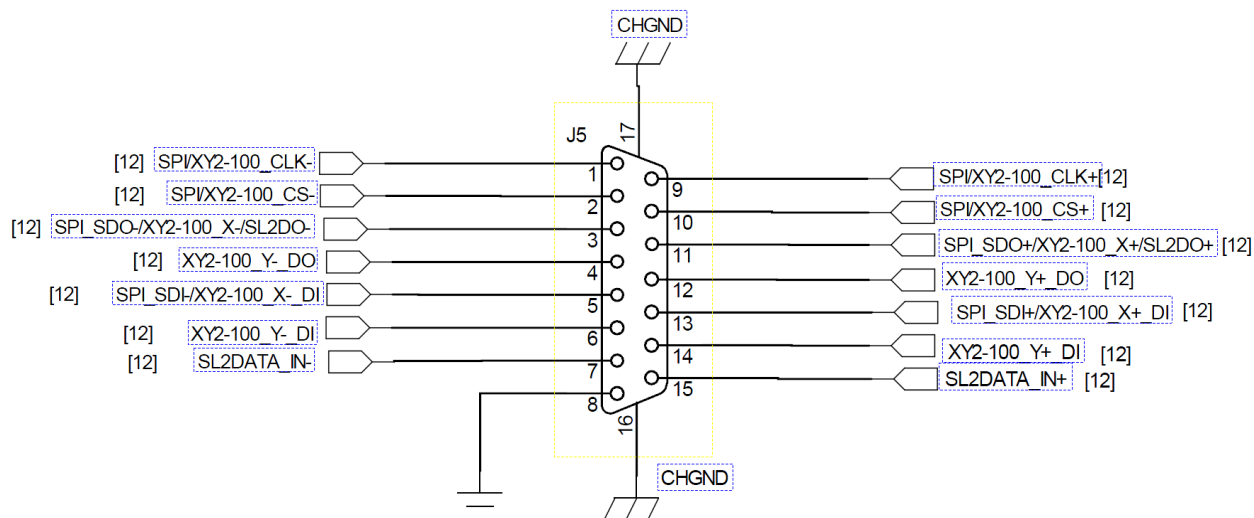 CHGND
J5
17
[12] SPI/XY2-100_CLK- 1
9 SPI/XY2-100_CLK+ [12]
[12] SPI/XY2-100_CS- 2
10 SPI/XY2-100_CS+ [12]
[12] SPI_SDO-/XY2-100_X-/SL2DO- 3
11 SPI_SDO+/XY2-100_X+/SL2DO+ [12]
[12] XY2-100_Y-_DO 4
12 XY2-100_Y+_DO [12]
[12] SPI_SDI-/XY2-100_X-_DI 5
13 SPI_SDI+/XY2-100_X+_DI [12]
[12] XY2-100_Y-_DI 6
14 XY2-100_Y+_DI [12]
[12] SL2DATA_IN- 7
15 SL2DATA_IN+ [12]
8
16
CHGND